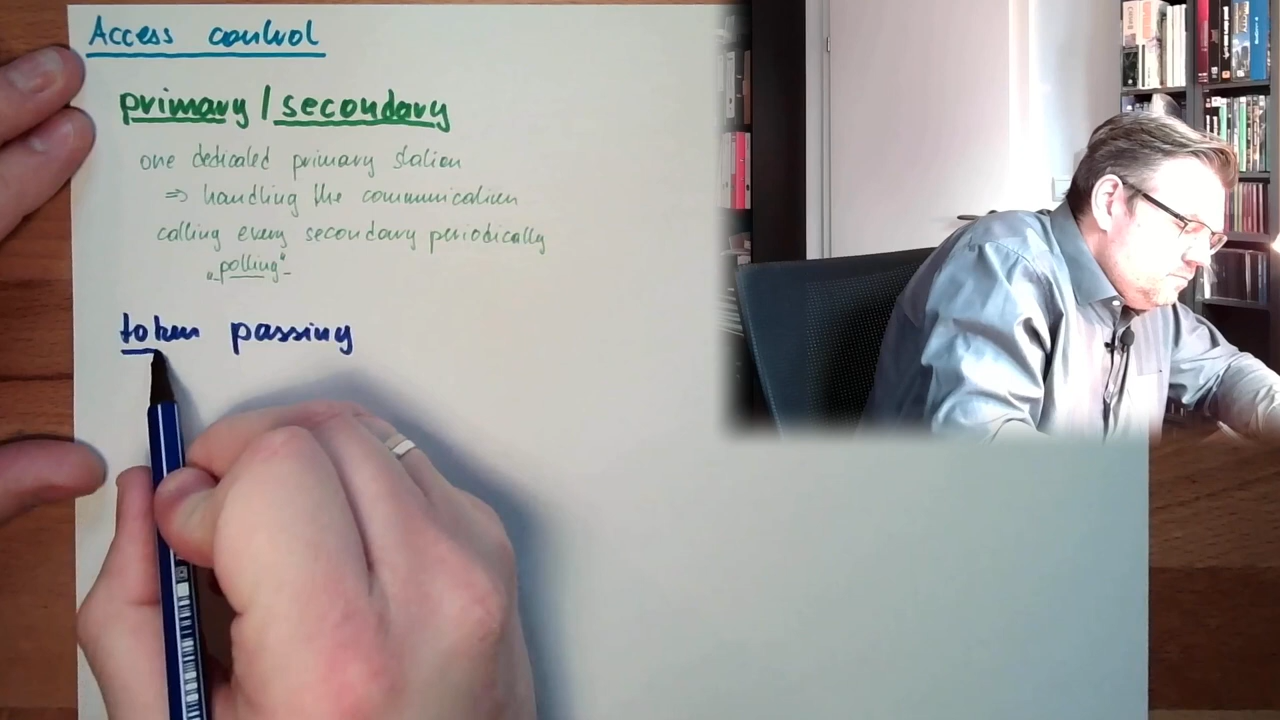 Access control
primary / secondary
one dedicated primary station
⇒ handling the communication
calling every secondary periodically
„polling“
token passing